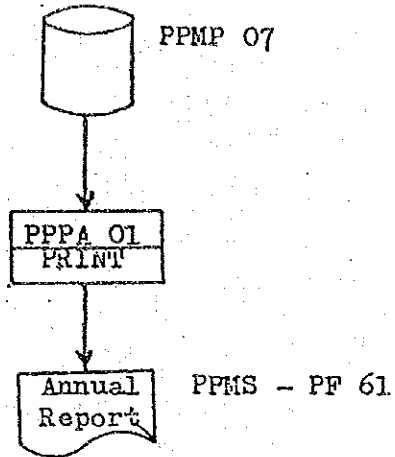 PPMP 07
PPPA 01
PRINT
Annual
Report
PPMS - PF 61